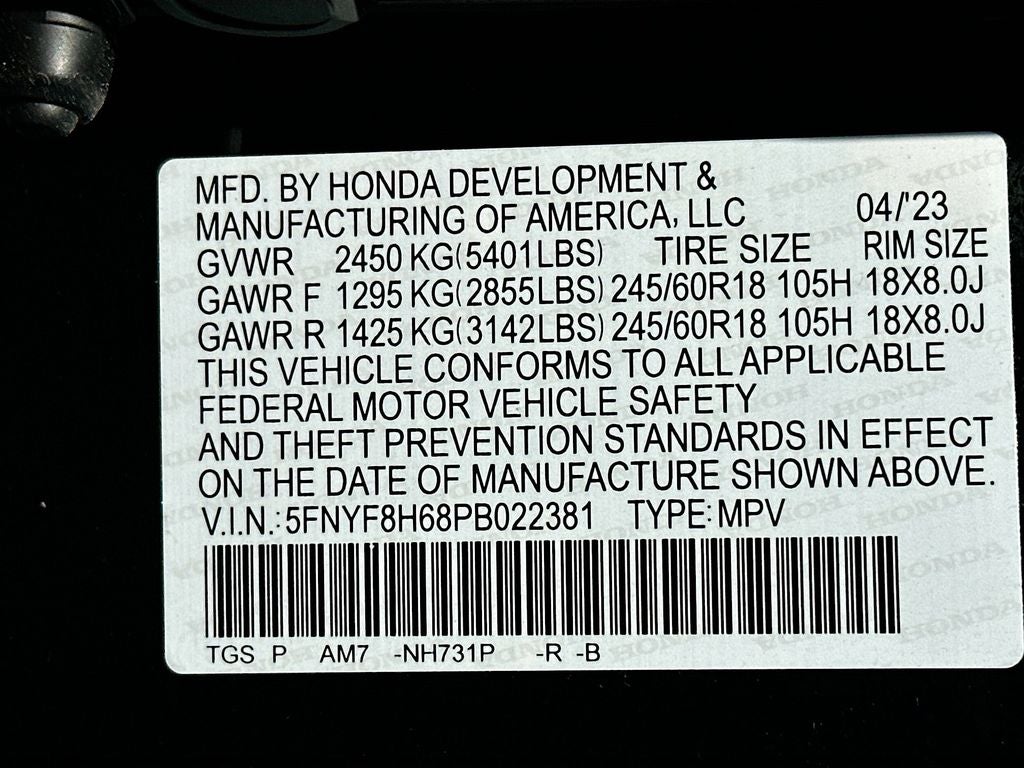 MFD. BY HONDA DEVELOPMENT &
MANUFACTURING OF AMERICA, LLC 04/'23
GVWR 2450 KG(5401LBS) TIRE SIZE RIM SIZE
GAWR F 1295 KG(2855LBS) 245/60R18 105H 18X8.0J
GAWR R 1425 KG(3142LBS) 245/60R18 105H 18X8.0J
THIS VEHICLE CONFORMS TO ALL APPLICABLE
FEDERAL MOTOR VEHICLE SAFETY
AND THEFT PREVENTION STANDARDS IN EFFECT
ON THE DATE OF MANUFACTURE SHOWN ABOVE.
V.I.N.: 5FNYF8H68PB022381 TYPE: MPV
TGS P AM7 -NH731P -R -B